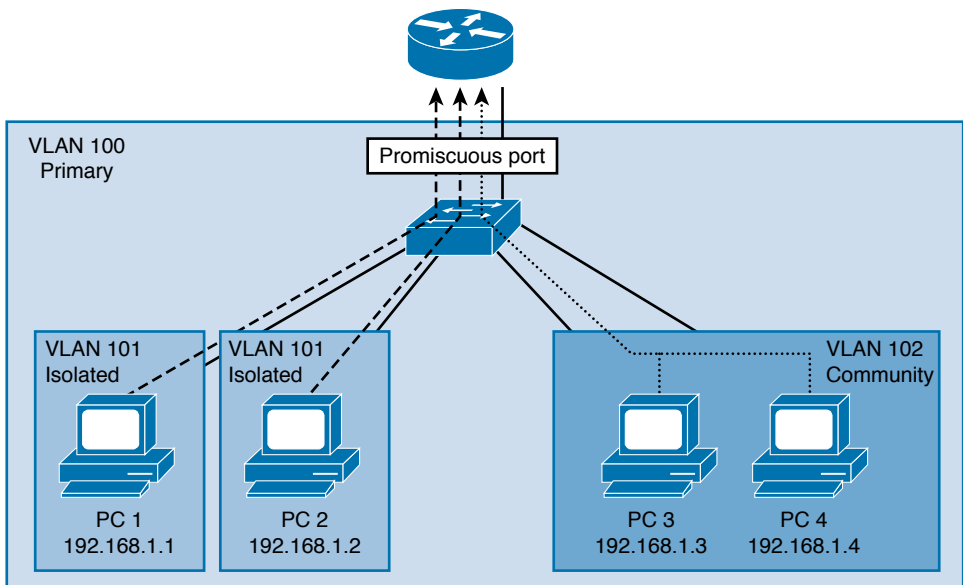 VLAN 100
Primary
Promiscuous port
VLAN 101
Isolated
VLAN 101
Isolated
VLAN 102
Community
PC 1
192.168.1.1
PC 2
192.168.1.2
PC 3
192.168.1.3
PC 4
192.168.1.4